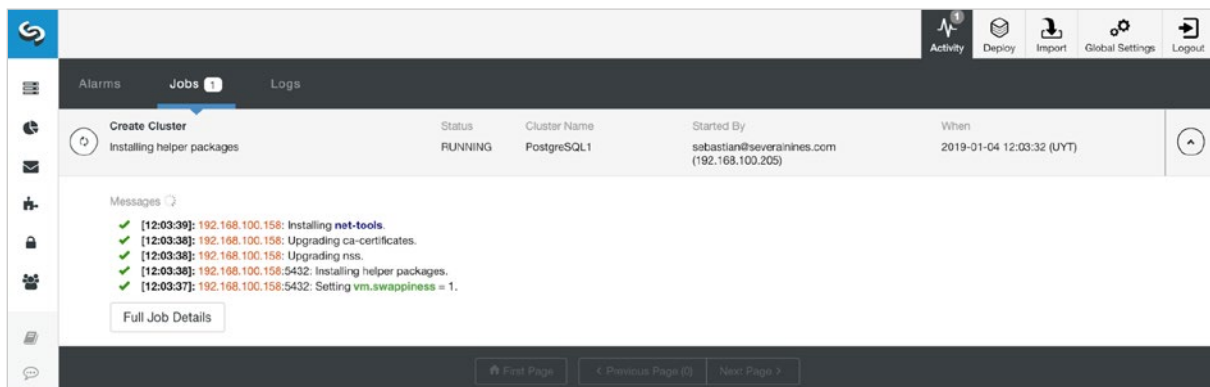 1
Activity
Deploy
Import
Global Settings
Logout
Alarms
Jobs 1
Logs
Create Cluster
Installing helper packages
Status
RUNNING
Cluster Name
PostgreSQL1
Started By
sebastian@severalnines.com
(192.168.100.205)
When
2019-01-04 12:03:32 (UYT)
Messages
[12:03:39]: 192.168.100.158: Installing net-tools.
[12:03:38]: 192.168.100.158: Upgrading ca-certificates.
[12:03:38]: 192.168.100.158: Upgrading nss.
[12:03:38]: 192.168.100.158:5432: Installing helper packages.
[12:03:37]: 192.168.100.158:5432: Setting vm.swappiness = 1.
Full Job Details
First Page
< Previous Page (0)
Next Page >